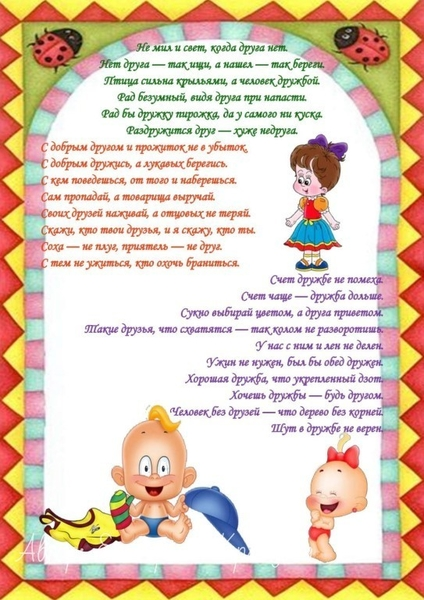 Не мил и свет, когда друга нет.
Нет друга — так ищи, а нашел — так береги.
Птица сильна крыльями, а человек дружбой.
Рад безумный, видя друга при напасти.
Рад бы дружку пирожка, да у самого ни куска.
Раздружится друг — хуже недруга.
С добрым другом и прожиток не в убыток.
С добрым дружись, а лукавых берегись.
С кем поведешься, от того и наберешься.
Сам пропадай, а товарища выручай.
Своих друзей наживай, а отцовых не теряй.
Скажи, кто твои друзья, и я скажу, кто ты.
Соха — не плуг, приятель — не друг.
С тем не ужиться, кто охочь браниться.
Счет дружбе не помеха.
Счет чаще — дружба дольше.
Сукно выбирай цветом, а друга приветом.
Такие друзья, что схватятся — так колом не разворотишь.
У нас с ним и лен не делен.
Ужин не нужен, был бы обед дружен.
Хорошая дружба, что укрепленный дзот.
Хочешь дружбы — будь другом.
Человек без друзей — что дерево без корней.
Шут в дружбе не верен.